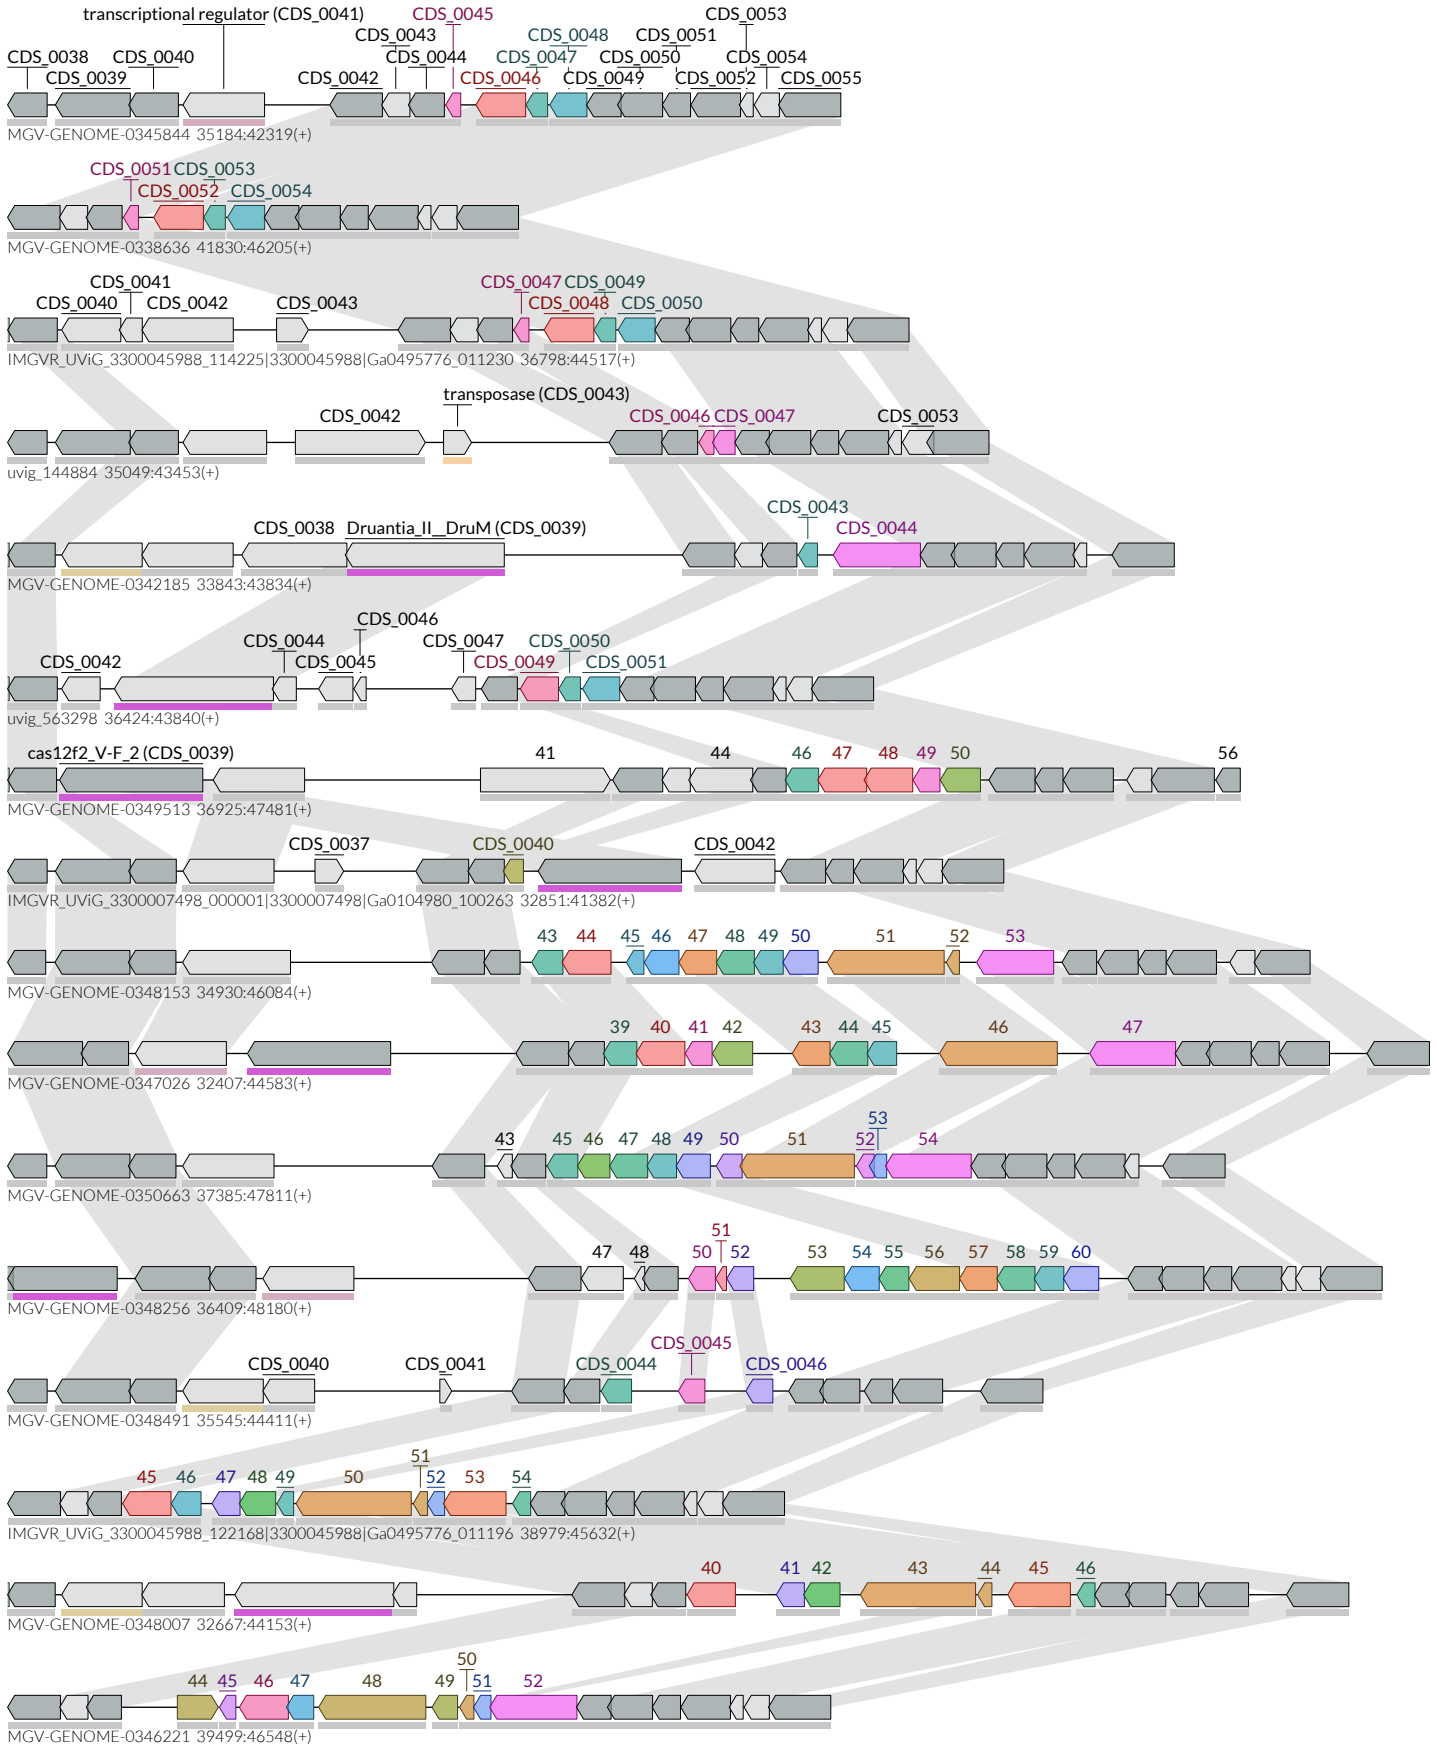 transcriptional regulator (CDS_0041) CDS_0045 CDS_0053
CDS_0043 CDS_0048 CDS_0051
CDS_0038 CDS_0040 CDS_0044 CDS_0047 CDS_0050 CDS_0054
CDS_0039 CDS_0042 CDS_0046 CDS_0049 CDS_0052 CDS_0055
MGV-GENOME-0345844 35184:42319(+)
CDS_0051 CDS_0053
CDS_0052 CDS_0054
MGV-GENOME-0338636 41830:46205(+)
CDS_0041 CDS_0047 CDS_0049
CDS_0040 CDS_0042 CDS_0043 CDS_0048 CDS_0050
IMGVR_UViG_3300045988_114225|3300045988|Ga0495776_011230 36798:44517(+)
transposase (CDS_0043)
CDS_0042 CDS_0046 CDS_0047 CDS_0053
uvig_144884 35049:43453(+)
CDS_0043
CDS_0038 Druantia_II__DruM (CDS_0039) CDS_0044
MGV-GENOME-0342185 33843:43834(+)
CDS_0046
CDS_0044 CDS_0047 CDS_0050
CDS_0042 CDS_0045 CDS_0049 CDS_0051
uvig_563298 36424:43840(+)
cas12f2_V-F_2 (CDS_0039) 41 44 46 47 48 49 50 56
MGV-GENOME-0349513 36925:47481(+)
CDS_0037 CDS_0040 CDS_0042
IMGVR_UViG_3300007498_000001|3300007498|Ga0104980_100263 32851:41382(+)
43 44 45 46 47 48 49 50 51 52 53
MGV-GENOME-0348153 34930:46084(+)
39 40 41 42 43 44 45 46 47
MGV-GENOME-0347026 32407:44583(+)
53
43 45 46 47 48 49 50 51 52 54
MGV-GENOME-0350663 37385:47811(+)
51
47 48 50 52 53 54 55 56 57 58 59 60
MGV-GENOME-0348256 36409:48180(+)
CDS_0045
CDS_0040 CDS_0041 CDS_0044 CDS_0046
MGV-GENOME-0348491 35545:44411(+)
51
45 46 47 48 49 50 52 53 54
IMGVR_UViG_3300045988_122168|3300045988|Ga0495776_011196 38979:45632(+)
40 41 42 43 44 45 46
MGV-GENOME-0348007 32667:44153(+)
50
44 45 46 47 48 49 51 52
MGV-GENOME-0346221 39499:46548(+)